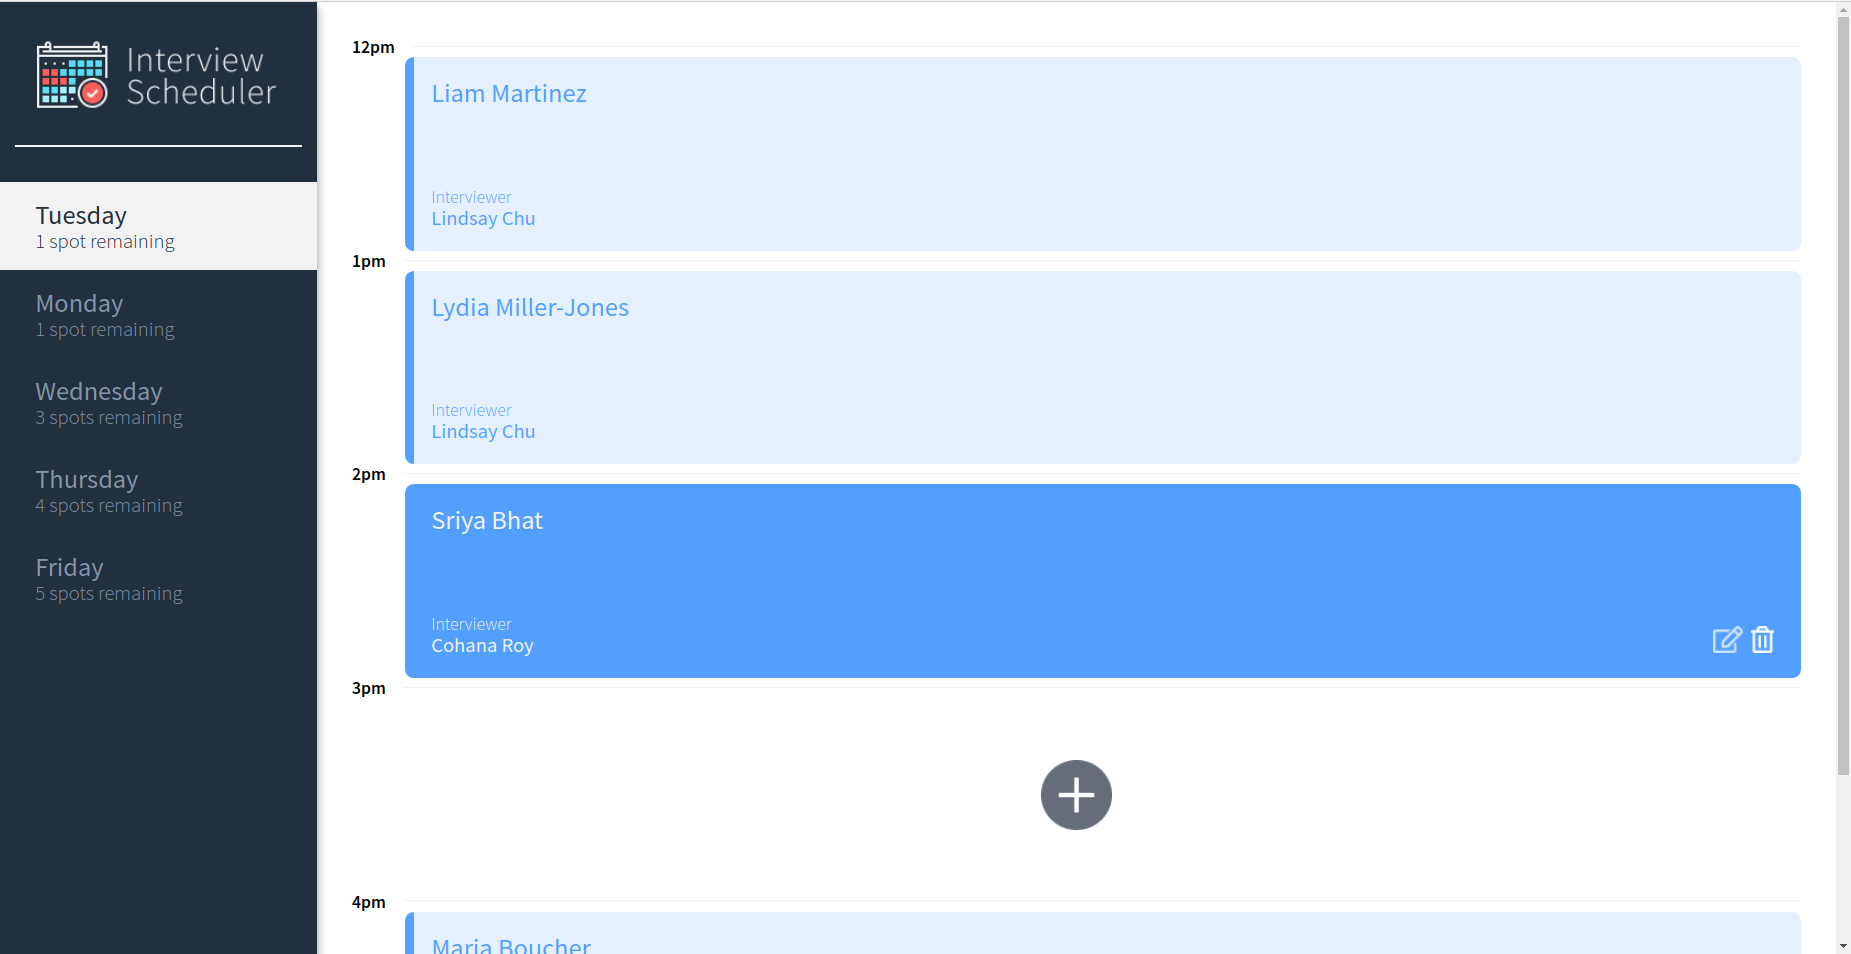 Interview
Scheduler
Tuesday
1 spot remaining
Monday
1 spot remaining
Wednesday
3 spots remaining
Thursday
4 spots remaining
Friday
5 spots remaining
12pm
Liam Martinez
Interviewer
Lindsay Chu
1pm
Lydia Miller-Jones
Interviewer
Lindsay Chu
2pm
Sriya Bhat
Interviewer
Cohana Roy
3pm
4pm
Maria Boucher